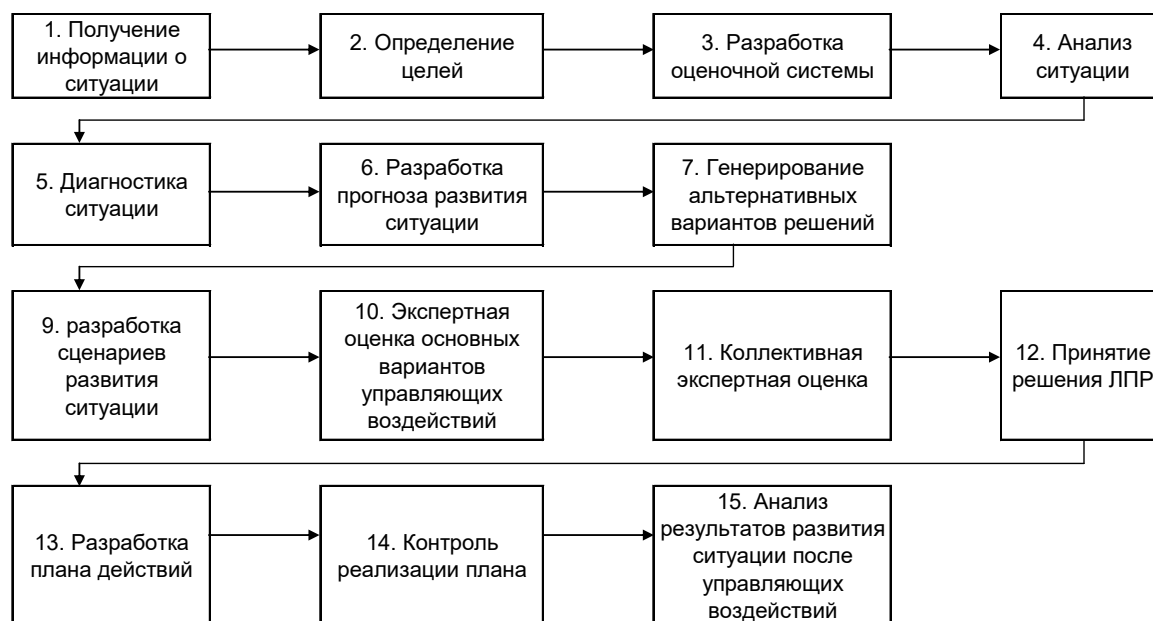 1. Получение
информации о
ситуации
2. Определение
целей
3. Разработка
оценочной системы
4. Анализ
ситуации
5. Диагностика
ситуации
6. Разработка
прогноза развития
ситуации
7. Генерирование
альтернативных
вариантов решений
9. разработка
сценариев
развития
ситуации
10. Экспертная
оценка основных
вариантов
управляющих
воздействий
11. Коллективная
экспертная оценка
12. Принятие
решения ЛПР
13. Разработка
плана действий
14. Контроль
реализации плана
15. Анализ
результатов развития
ситуации после
управляющих
воздействий